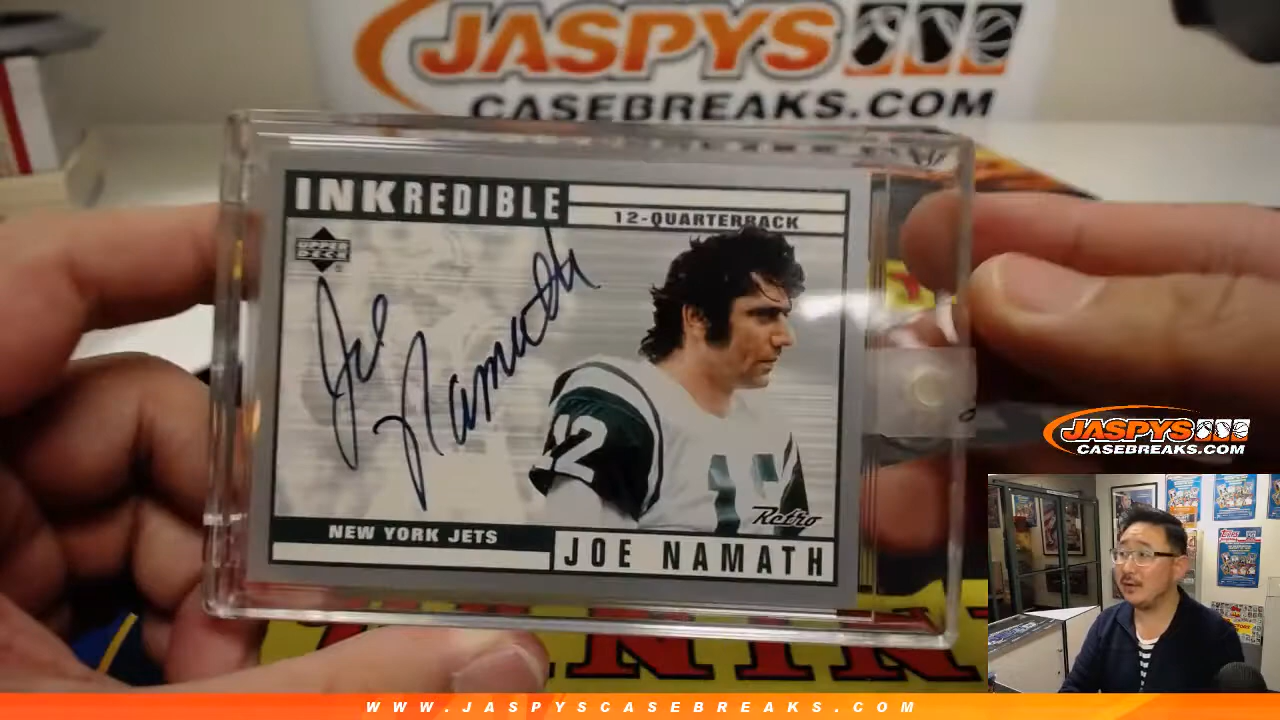 JASPYS
CASEBREAKS.COM
INKREDIBLE
12-QUARTERBACK
UPPER
DECK
Joe Namath
12
12
Retro
NEW YORK JETS
JOE NAMATH
JASPYS
CASEBREAKS.COM
WWW.JASPYSCASEBREAKS.COM